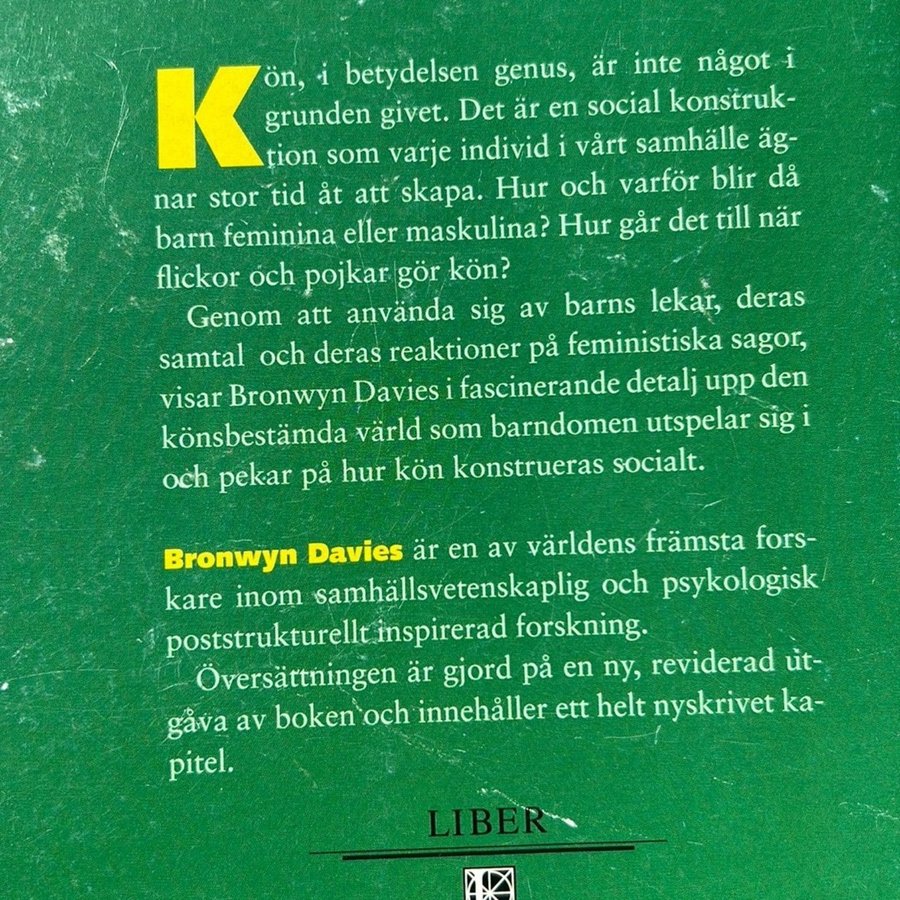 Kön, i betydelsen genus, är inte något i
grunden givet. Det är en social konstruk-
tion som varje individ i vårt samhälle äg-
nar stor tid åt att skapa. Hur och varför blir då
barn feminina eller maskulina? Hur går det till när
flickor och pojkar gör kön?
Genom att använda sig av barns lekar, deras
samtal och deras reaktioner på feministiska sagor,
visar Bronwyn Davies i fascinerande detalj upp den
könsbestämda värld som barndomen utspelar sig i
och pekar på hur kön konstrueras socialt.
Bronwyn Davies är en av världens främsta fors-
kare inom samhällsvetenskaplig och psykologisk
poststrukturellt inspirerad forskning.
Översättningen är gjord på en ny, reviderad ut-
gåva av boken och innehåller ett helt nyskrivet ka-
pitel.
LIBER